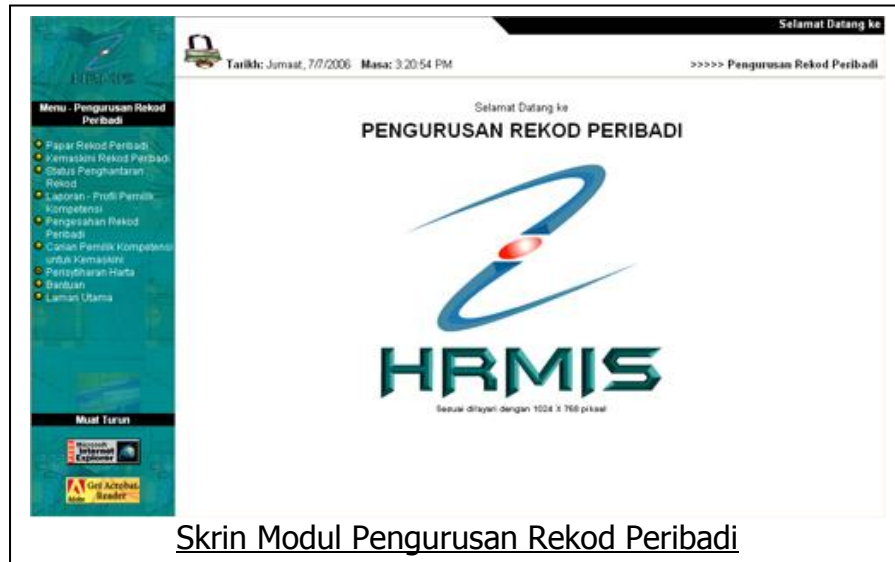 Selamat Datang ke
Tarikh: Jumaat, 7/7/2006 Masa: 3:20:54 PM
>>>>> Pengurusan Rekod Peribadi
HRMIS
Menu - Pengurusan Rekod
Peribadi
Papar Rekod Peribadi
Kemaskini Rekod Peribadi
Status Penghantaran
Rekod
Laporan - Profil Pemilik
Kompetensi
Pengesahan Rekod
Peribadi
Carian Pemilik Kompetensi
untuk Kemaskini
Perisytiharan Harta
Bantuan
Laman Utama
Muat Turun
Microsoft
Internet
Explorer
Get Acrobat
Reader
Adobe
Selamat Datang ke
PENGURUSAN REKOD PERIBADI
HRMIS
Sesuai dilayari dengan 1024 X 768 piksel
Skrin Modul Pengurusan Rekod Peribadi